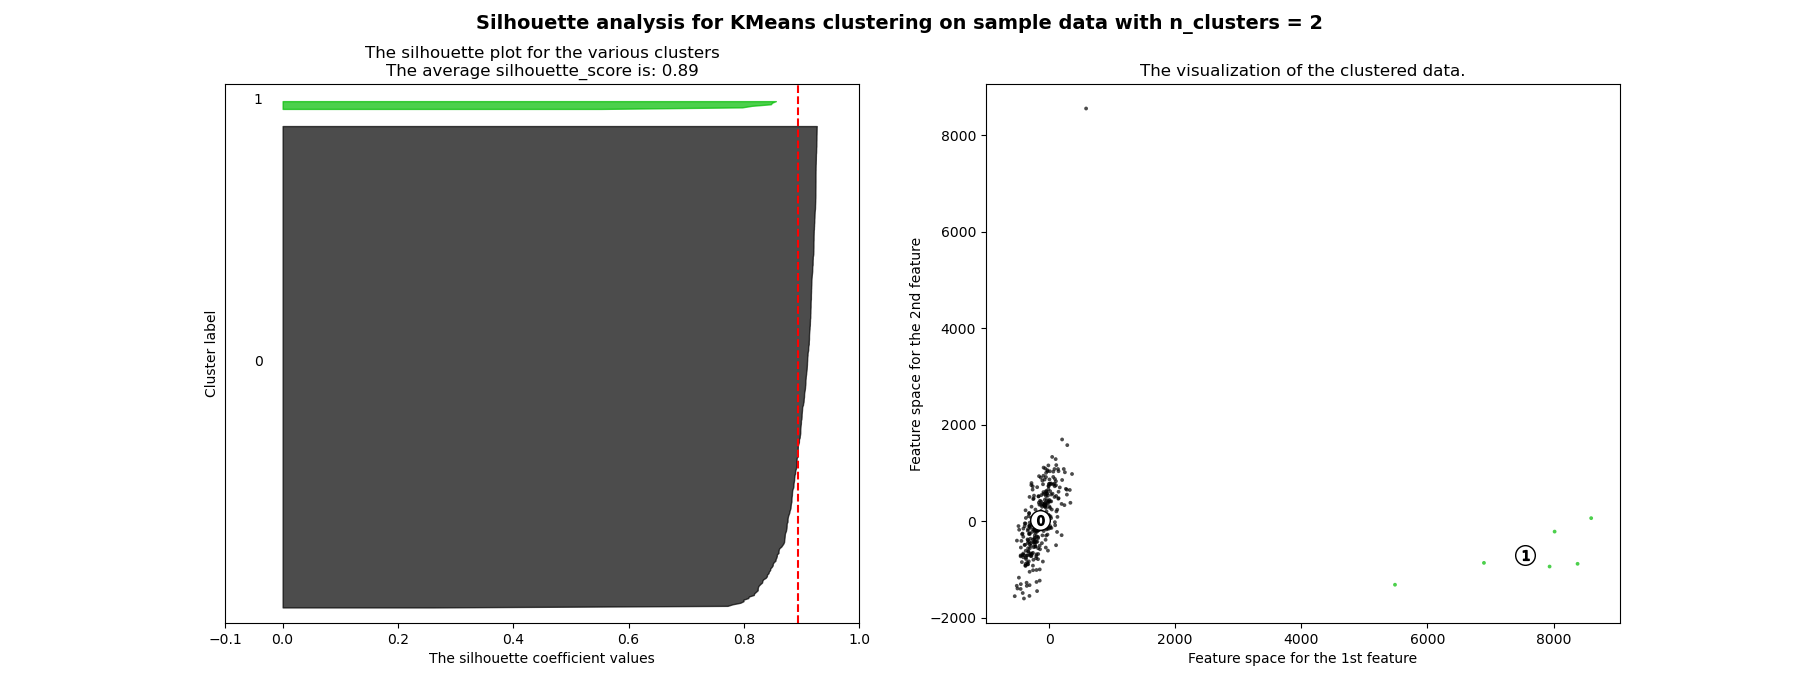 Silhouette analysis for KMeans clustering on sample data with n_clusters = 2
The silhouette plot for the various clusters
The average silhouette_score is: 0.89
1
0
Cluster label
−0.1 0.0 0.2 0.4 0.6 0.8 1.0
The silhouette coefficient values
The visualization of the clustered data.
8000
6000
4000
2000
0
−2000
Feature space for the 2nd feature
0
1
0 2000 4000 6000 8000
Feature space for the 1st feature